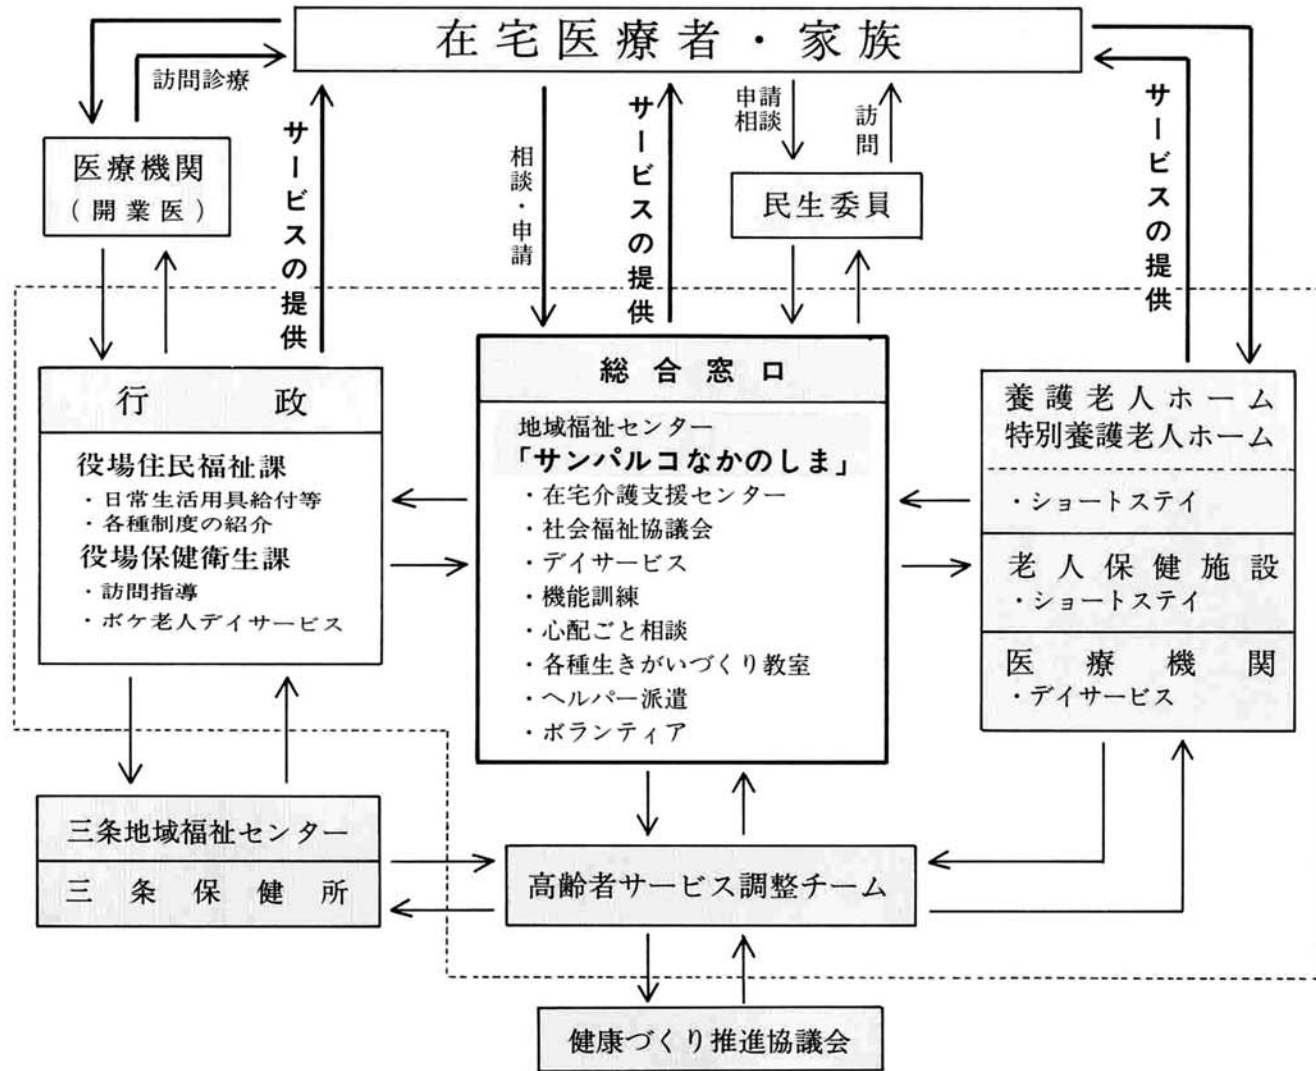 在宅医療者・家族
訪問診療
サービスの提供
相談・申請
サービスの提供
申請
相談
訪問
サービスの提供
医療機関
(開業医)
民生委員
行政
役場住民福祉課
・日常生活用具給付等
・各種制度の紹介
役場保健衛生課
・訪問指導
・ボケ老人デイサービス
総合窓口
地域福祉センター
「サンパルコなかのしま」
・在宅介護支援センター
・社会福祉協議会
・デイサービス
・機能訓練
・心配ごと相談
・各種生きがいづくり教室
・ヘルパー派遣
・ボランティア
養護老人ホーム
特別養護老人ホーム
・ショートステイ
老人保健施設
・ショートステイ
医療機関
・デイサービス
三条地域福祉センター
三条保健所
高齢者サービス調整チーム
健康づくり推進協議会